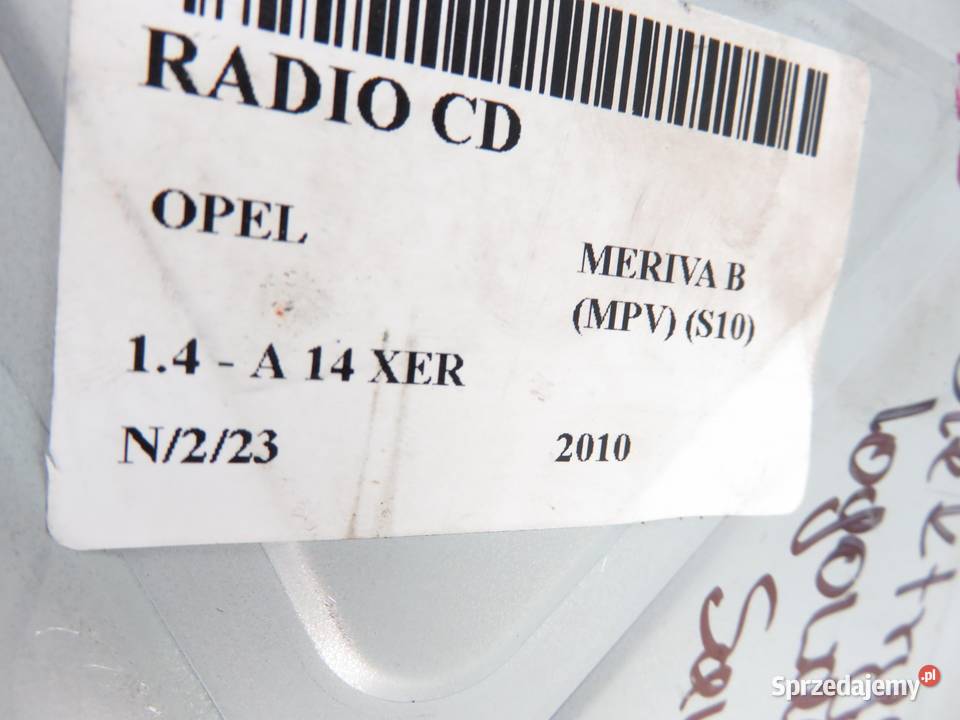 RADIO CD
OPEL
MERIVA B
(MPV) (S10)
1.4 - A 14 XER
N/2/23
2010
Sprzedajemy.pl